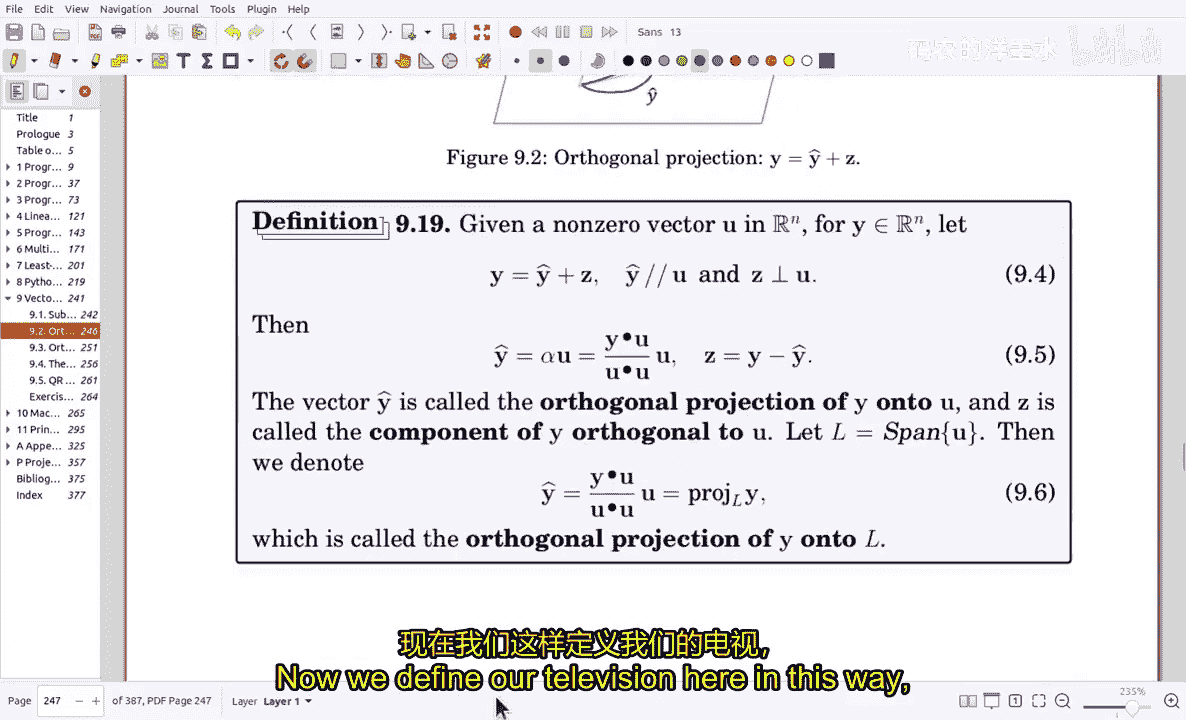 File Edit View Navigation Journal Tools Plugin Help
Sans 13
Title 1
Prologue 3
Table o... 5
1 Progr... 9
2 Progr... 37
3 Progr... 73
4 Linea... 121
5 Progr... 143
6 Multi... 171
7 Least-... 201
8 Pytho... 219
9 Vecto... 241
9.1. Sub... 242
9.2. Ort... 246
9.3. Ort... 251
9.4. The... 256
9.5. QR ... 261
Exercis... 264
10 Mac... 265
11 Prin... 295
A Appe... 325
P Proje... 357
Bibliog... 375
Index 377
ŷ
Figure 9.2: Orthogonal projection: y = ŷ + z.
Definition 9.19. Given a nonzero vector u in ℝⁿ, for y ∈ ℝⁿ, let
y = ŷ + z, ŷ // u and z ⊥ u. (9.4)
Then
ŷ = αu = y•u / u•u u, z = y − ŷ. (9.5)
The vector ŷ is called the orthogonal projection of y onto u, and z is
called the component of y orthogonal to u. Let L = Span{u}. Then
we denote
ŷ = y•u / u•u u = proj_L y, (9.6)
which is called the orthogonal projection of y onto L.
现在我们这样定义我们的电视，
Now we define our television here in this way,
Page 247 of 387, PDF Page 247 Layer Layer 1 235%